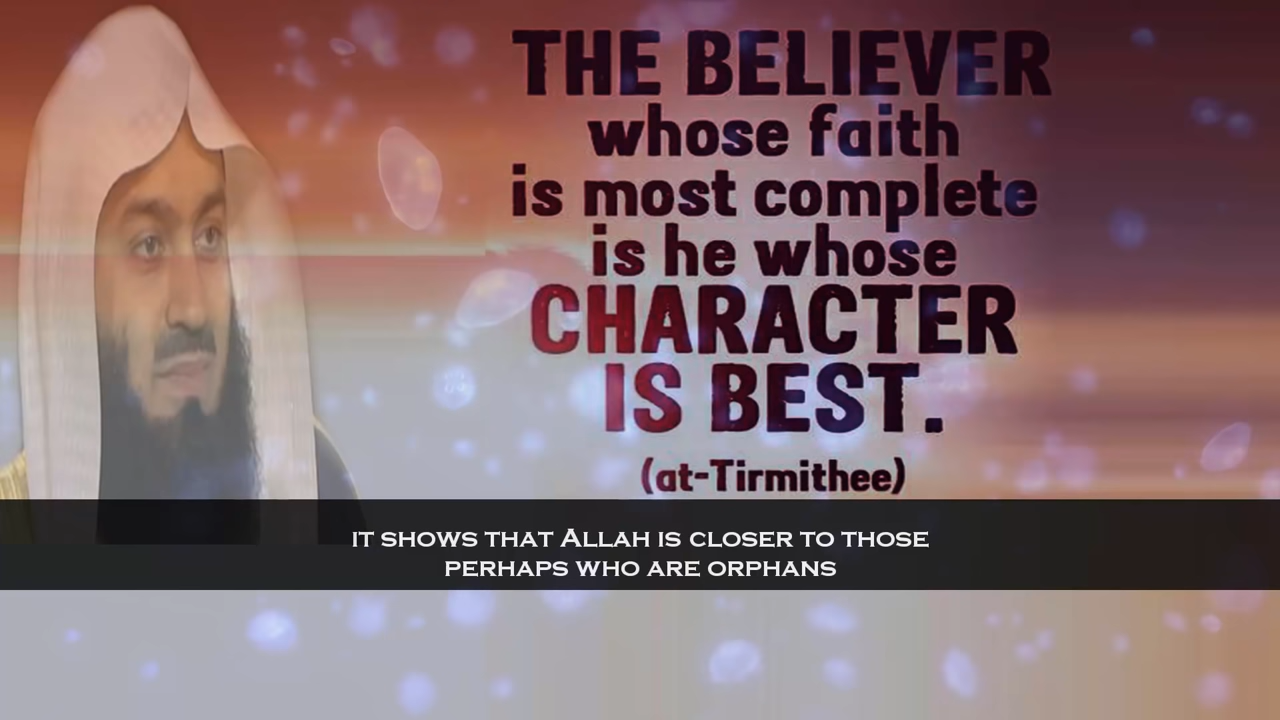 THE BELIEVER
whose faith
is most complete
is he whose
CHARACTER
IS BEST.
(at-Tirmithee)
IT SHOWS THAT ALLAH IS CLOSER TO THOSE
PERHAPS WHO ARE ORPHANS